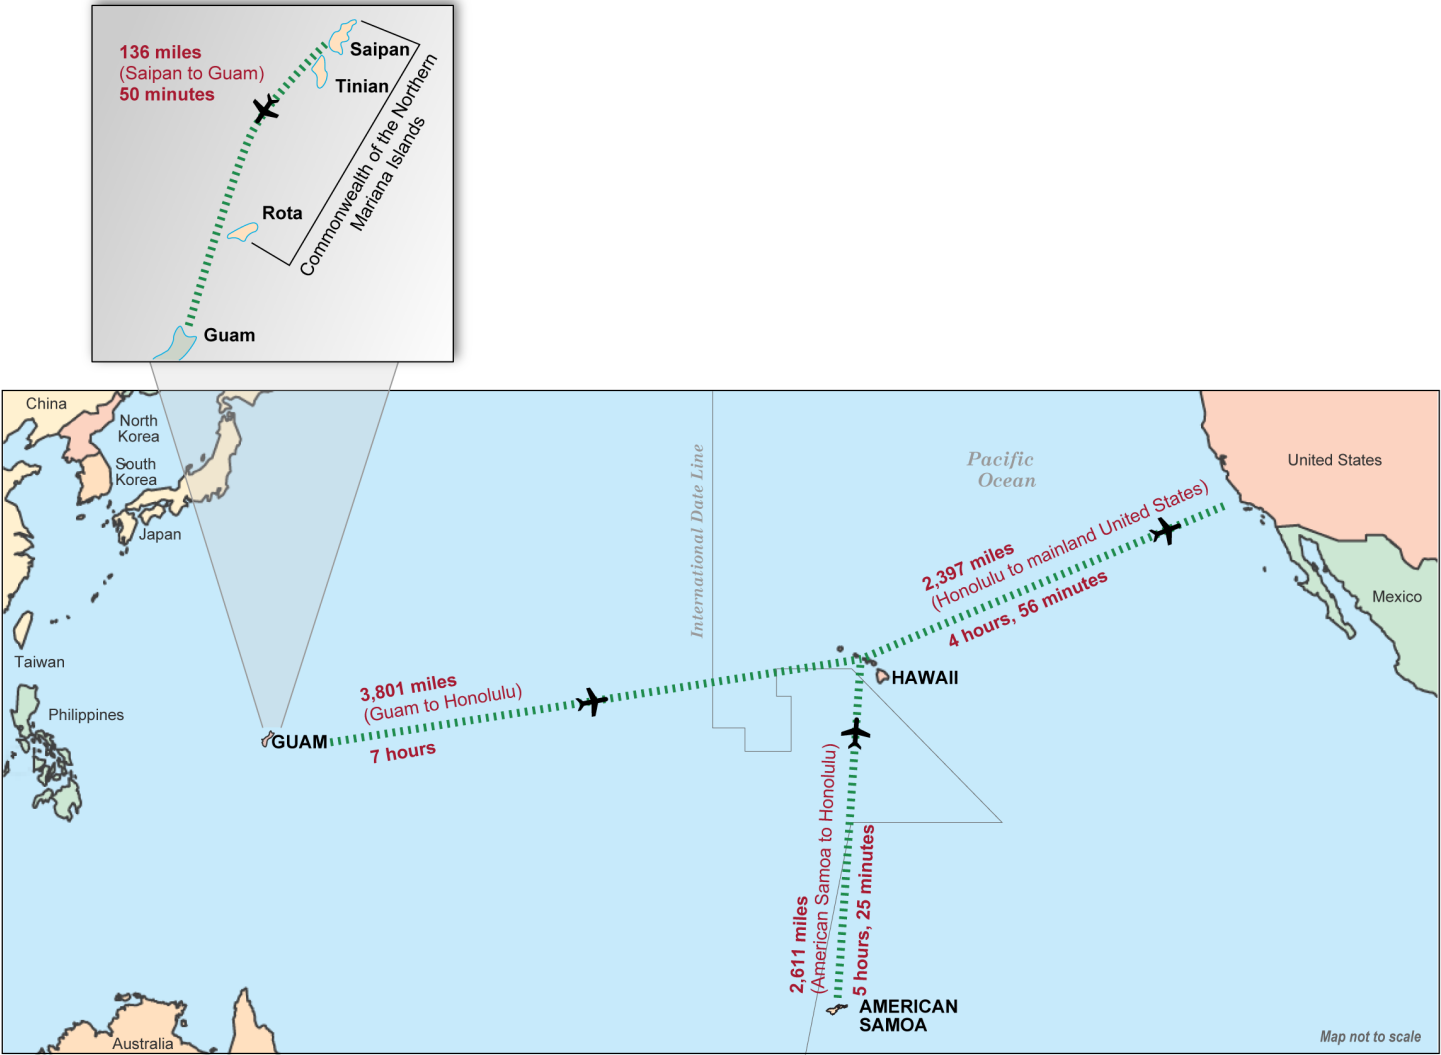 136 miles
(Saipan to Guam)
50 minutes
Saipan
Tinian
Commonwealth of the Northern
Mariana Islands
Rota
Guam
China
North
Korea
South
Korea
Japan
Taiwan
Philippines
International Date Line
Pacific
Ocean
United States
Mexico
2,397 miles
(Honolulu to mainland United States)
4 hours, 56 minutes
HAWAII
3,801 miles
(Guam to Honolulu)
7 hours
GUAM
2,611 miles
(American Samoa to Honolulu)
5 hours, 25 minutes
AMERICAN
SAMOA
Australia
Map not to scale